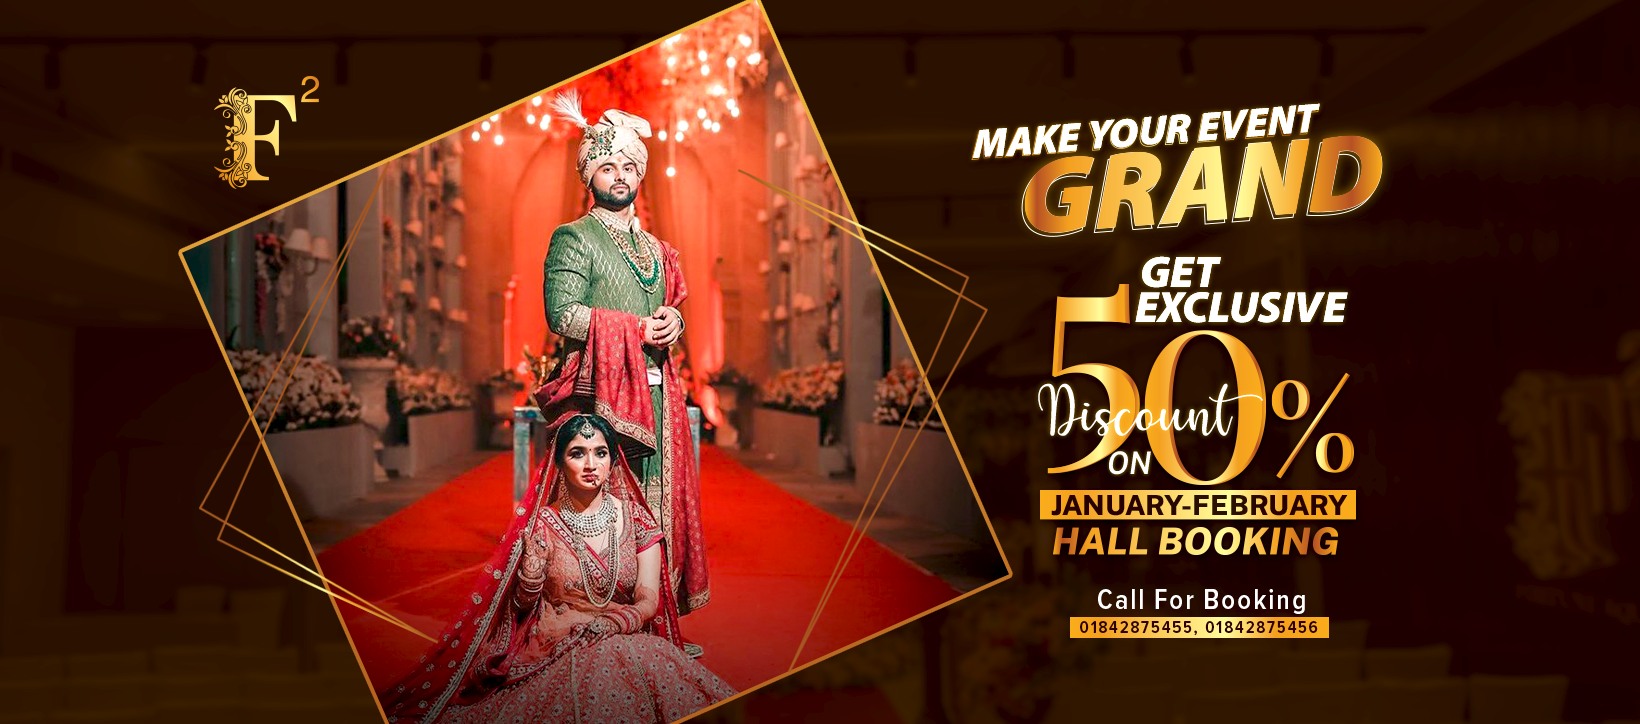 F²
MAKE YOUR EVENT
GRAND
GET
EXCLUSIVE
50%
Discount
ON
JANUARY-FEBRUARY
HALL BOOKING
Call For Booking
01842875455, 01842875456